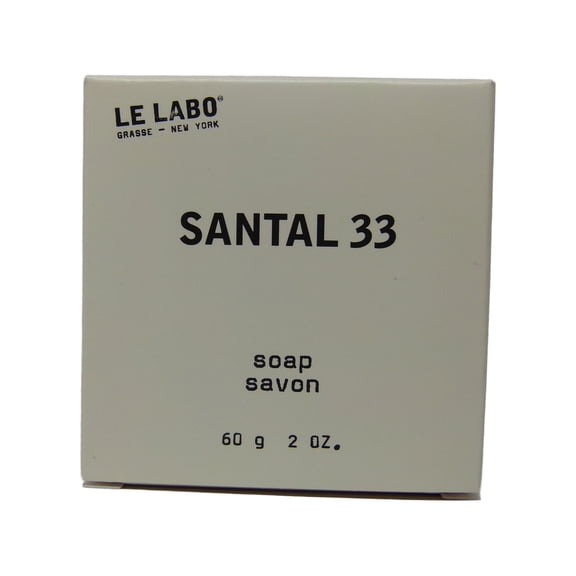 LE LABO®
GRASSE — NEW YORK
SANTAL 33
soap
savon
60 g 2 OZ.